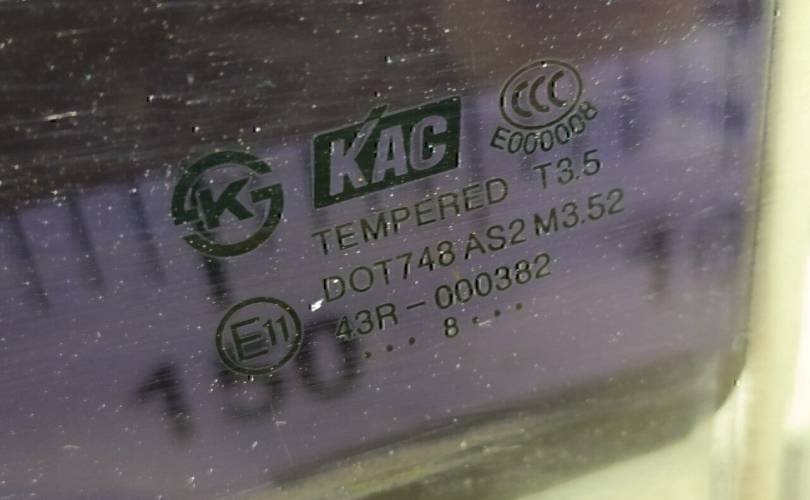 CCC
E000008
KAC
K
TEMPERED T3.5
DOT748 AS2 M3.52
E11 43R-000382
... 8 ...